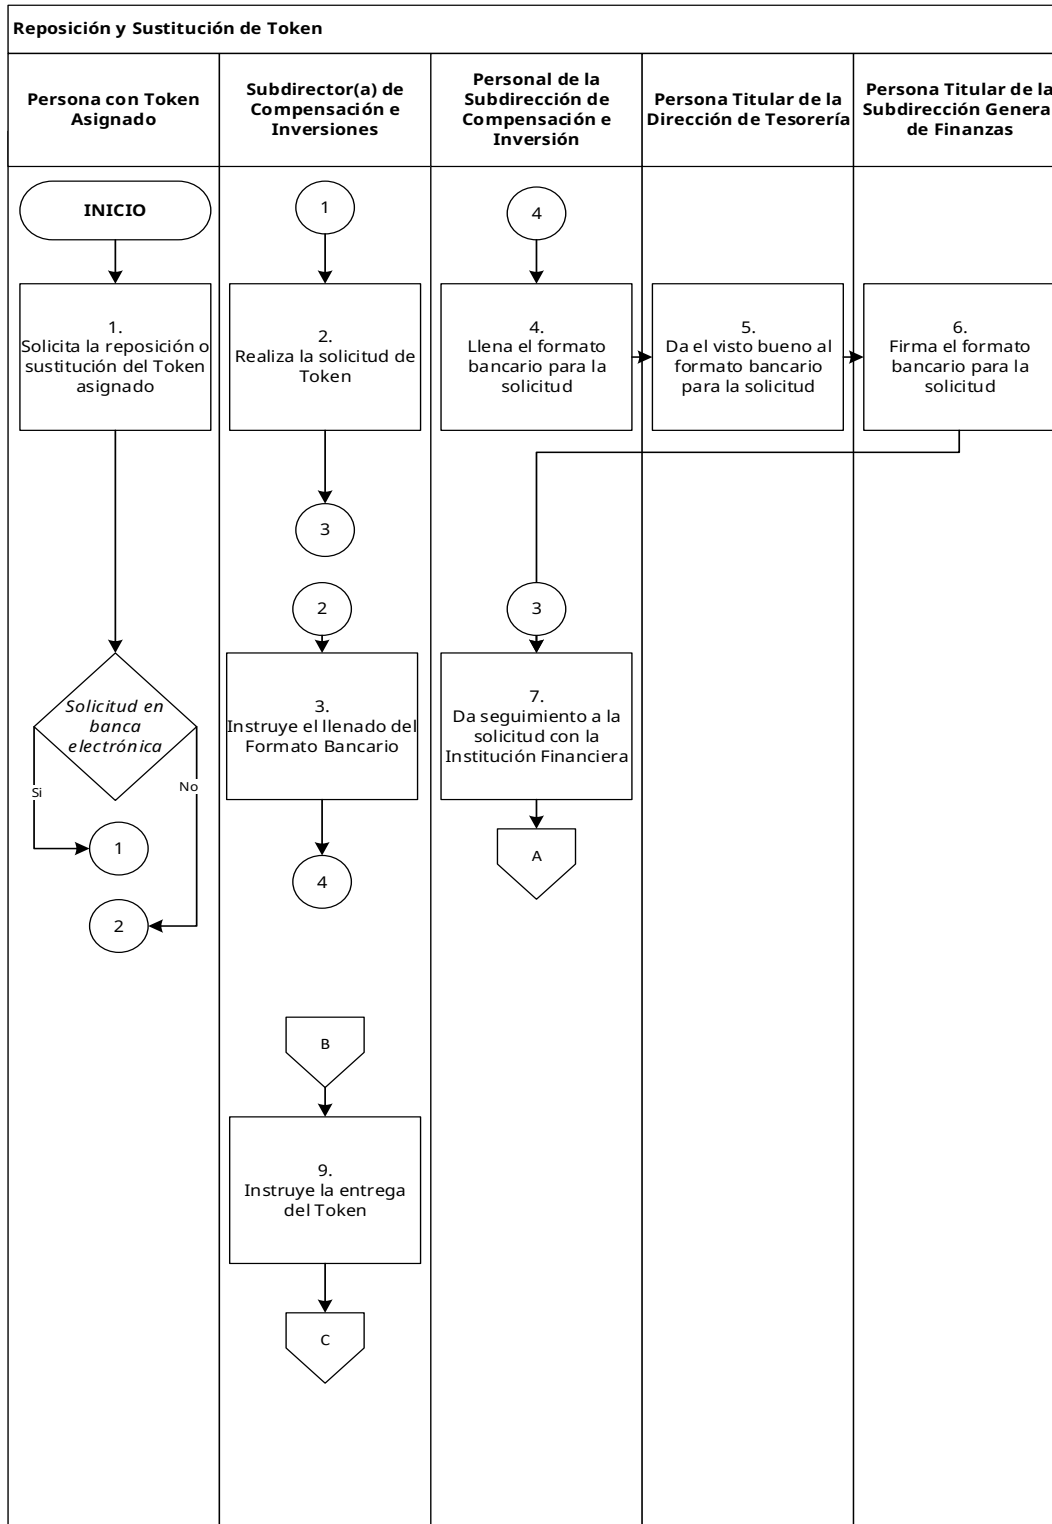 Reposición y Sustitución de Token
Persona con Token
Asignado
Subdirector(a) de
Compensación e
Inversiones
Personal de la
Subdirección de
Compensación e
Inversión
Persona Titular de la
Dirección de Tesorería
Persona Titular de la
Subdirección Genera
de Finanzas
INICIO
1
4
1.
Solicita la reposición o
sustitución del Token
asignado
2.
Realiza la solicitud de
Token
4.
Llena el formato
bancario para la
solicitud
5.
Da el visto bueno al
formato bancario
para la solicitud
6.
Firma el formato
bancario para la
solicitud
3
2
3
Solicitud en
banca
electrónica
Si
No
3.
Instruye el llenado del
Formato Bancario
7.
Da seguimiento a la
solicitud con la
Institución Financiera
1
4
A
2
B
9.
Instruye la entrega
del Token
C